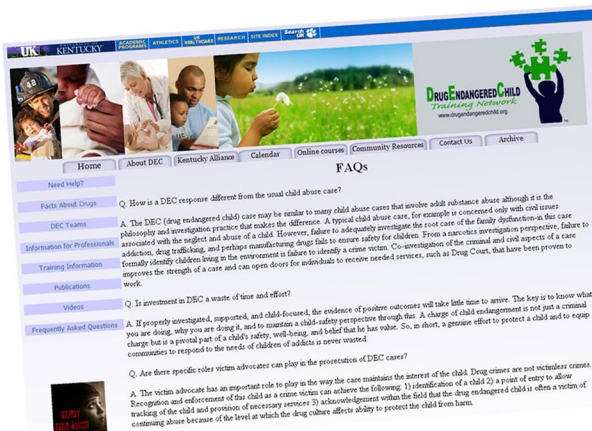 UK KENTUCKY ACADEMIC PROGRAMS ATHLETICS UK HEALTHCARE RESEARCH SITE INDEX Search UK
42
DRUGENDANGEREDCHILD
Training Network
www.drugendangeredchild.org
Home About DEC Kentucky Alliance Calendar Online courses Community Resources Contact Us Archive
FAQs
Need Help?
Facts About Drugs
DEC Teams
Information for Professionals
Training Information
Publications
Videos
Frequently Asked Questions
Q. How is a DEC response different from the usual child abuse case?
A. The DEC (drug endangered child) case may be similar to many child abuse cases that involve adult substance abuse although it is the
philosophy and investigation practice that makes the difference. A typical child abuse case, for example is concerned only with civil issues
associated with the neglect and abuse of a child. However, failure to adequately investigate the root care of the family dysfunction-in this case
addiction, drug trafficking, and perhaps manufacturing drugs fails to ensure safety for children. From a narcotics investigation perspective, failure to
formally identify children living in the environment is failure to identify a crime victim. Co-investigation of the criminal and civil aspects of a case
improves the strength of a case and can open doors for individuals to receive needed services, such as Drug Court, that have been proven to
work.
Q. Is investment in DEC a waste of time and effort?
A. If properly investigated, supported, and child-focused, the evidence of positive outcomes will take little time to arrive. The key is to know what
you are doing, why you are doing it, and to maintain a child-safety perspective through this. A charge of child endangerment is not just a criminal
charge but is a pivotal part of a child's safety, well-being, and belief that he has value. So, in short, a genuine effort to protect a child and to equip
communities to respond to the needs of children of addicts is never wasted.
Q. Are there specific roles victim advocates can play in the prosecution of DEC cases?
A. The victim advocate has an important role to play in the way the case maintains the interest of the child. Drug crimes are not victimless crimes.
Recognition and enforcement of this child as a crime victim can achieve the following: 1) identification of a child 2) a point of entry to allow
tracking of the child and provision of necessary services 3) acknowledgement within the field that the drug endangered child is often a victim of
continuing abuse because of the level at which the drug culture affects ability to protect the child from harm.